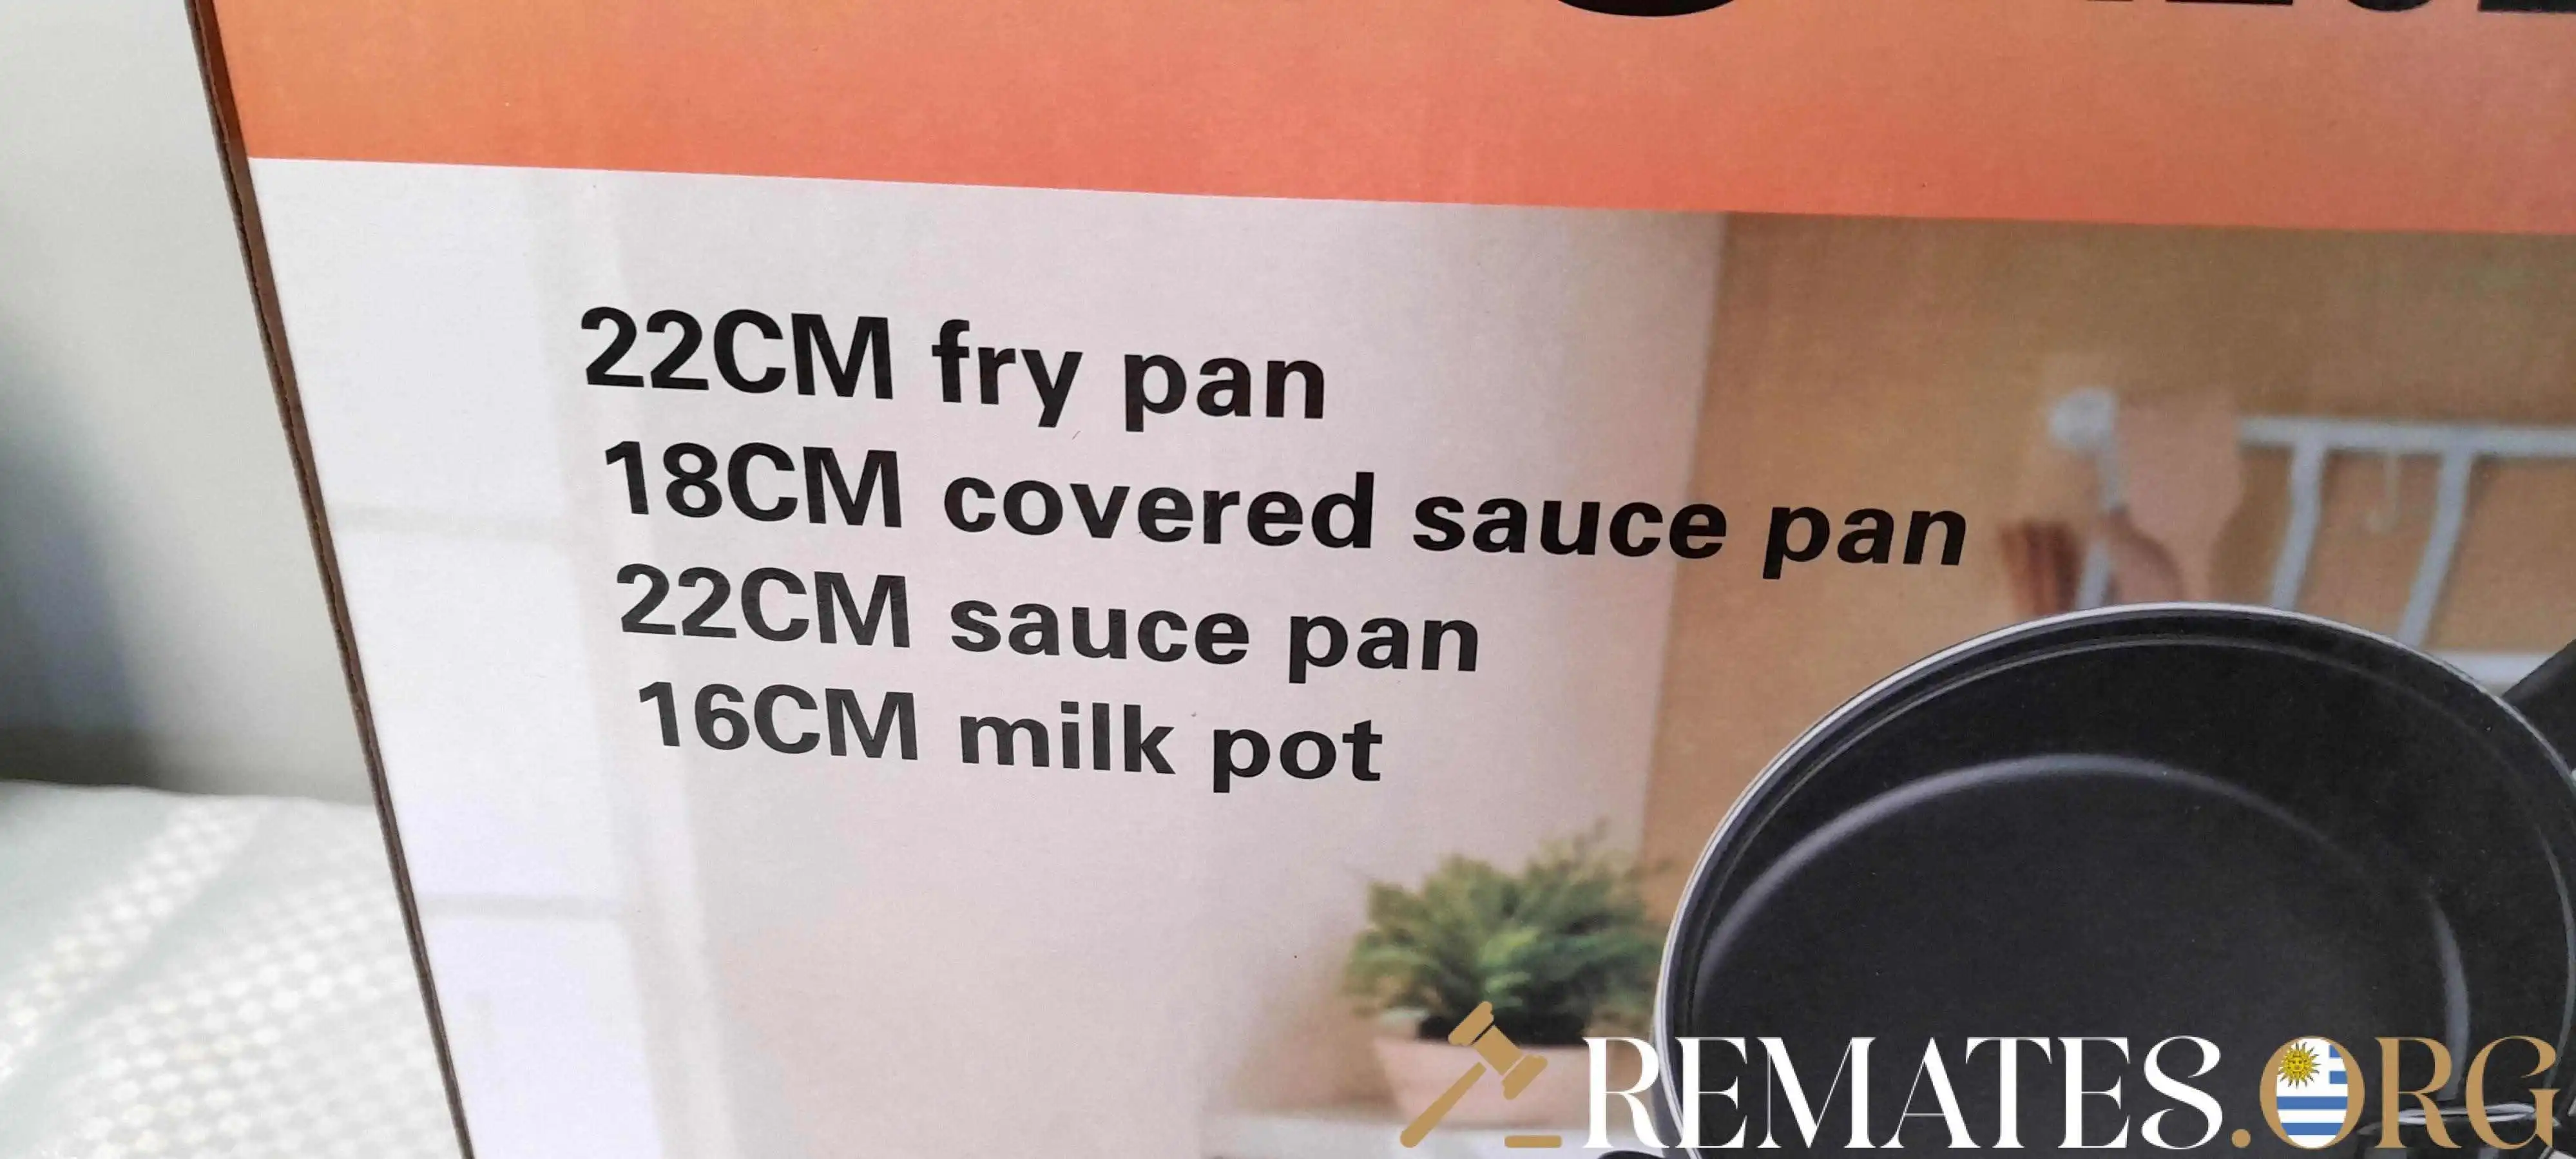 22CM fry pan
18CM covered sauce pan
22CM sauce pan
16CM milk pot
REMATES.ORG